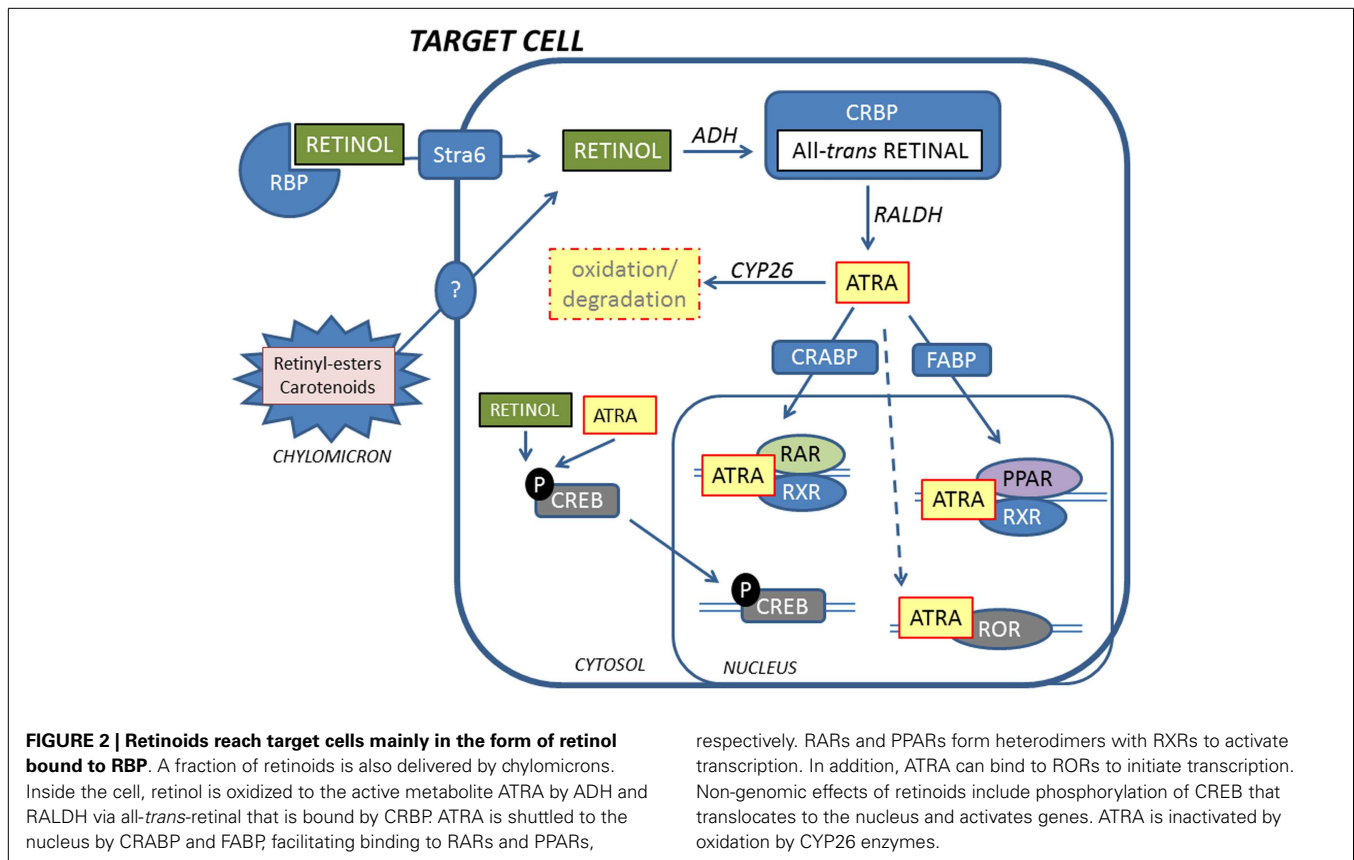 TARGET CELL
RETINOL
RBP
Stra6
RETINOL
ADH
CRBP
All-trans RETINAL
RALDH
?
oxidation/
degradation
CYP26
ATRA
Retinyl-esters
Carotenoids
CHYLOMICRON
CRABP
FABP
RETINOL
ATRA
P
CREB
ATRA
RAR
RXR
ATRA
PPAR
RXR
P
CREB
ATRA
ROR
CYTOSOL
NUCLEUS
FIGURE 2 | Retinoids reach target cells mainly in the form of retinol
bound to RBP. A fraction of retinoids is also delivered by chylomicrons.
Inside the cell, retinol is oxidized to the active metabolite ATRA by ADH and
RALDH via all-trans-retinal that is bound by CRBP. ATRA is shuttled to the
nucleus by CRABP and FABP, facilitating binding to RARs and PPARs,
respectively. RARs and PPARs form heterodimers with RXRs to activate
transcription. In addition, ATRA can bind to RORs to initiate transcription.
Non-genomic effects of retinoids include phosphorylation of CREB that
translocates to the nucleus and activates genes. ATRA is inactivated by
oxidation by CYP26 enzymes.